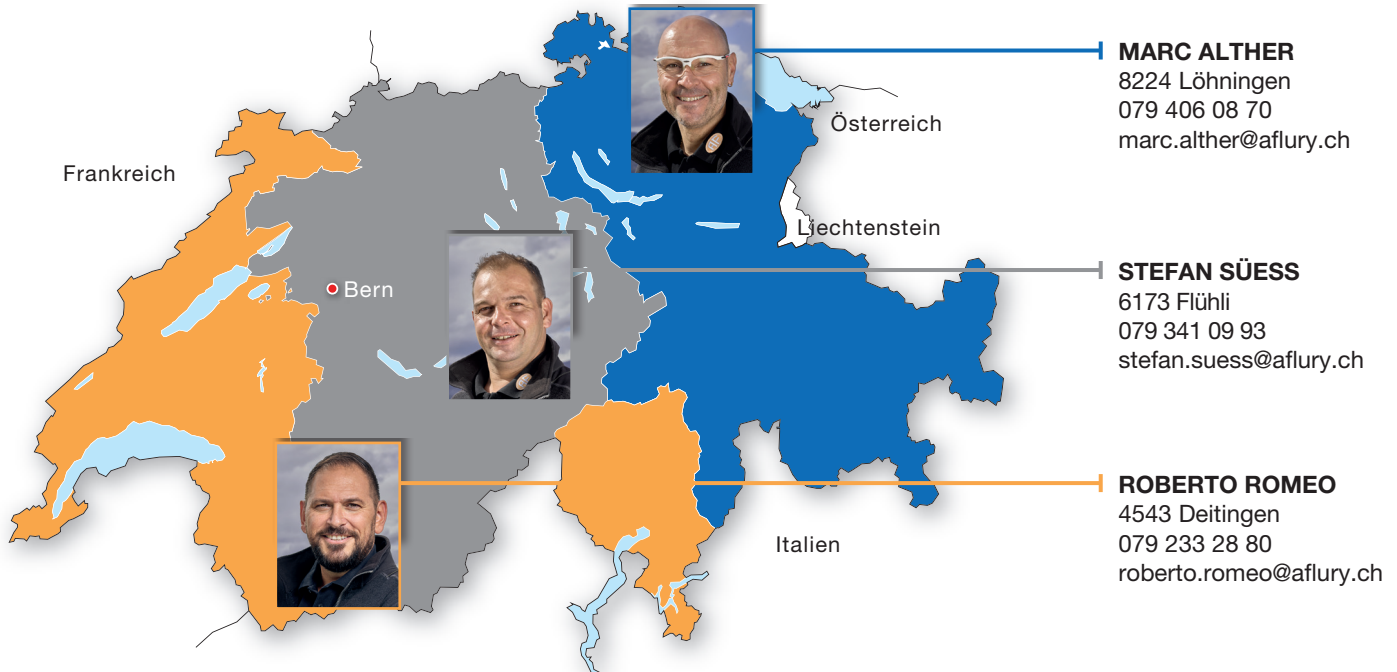 Frankreich
Österreich
Liechtenstein
Bern
Italien
MARC ALTHER
8224 Löhningen
079 406 08 70
marc.alther@aflury.ch
STEFAN SÜESS
6173 Flühli
079 341 09 93
stefan.suess@aflury.ch
ROBERTO ROMEO
4543 Deitingen
079 233 28 80
roberto.romeo@aflury.ch